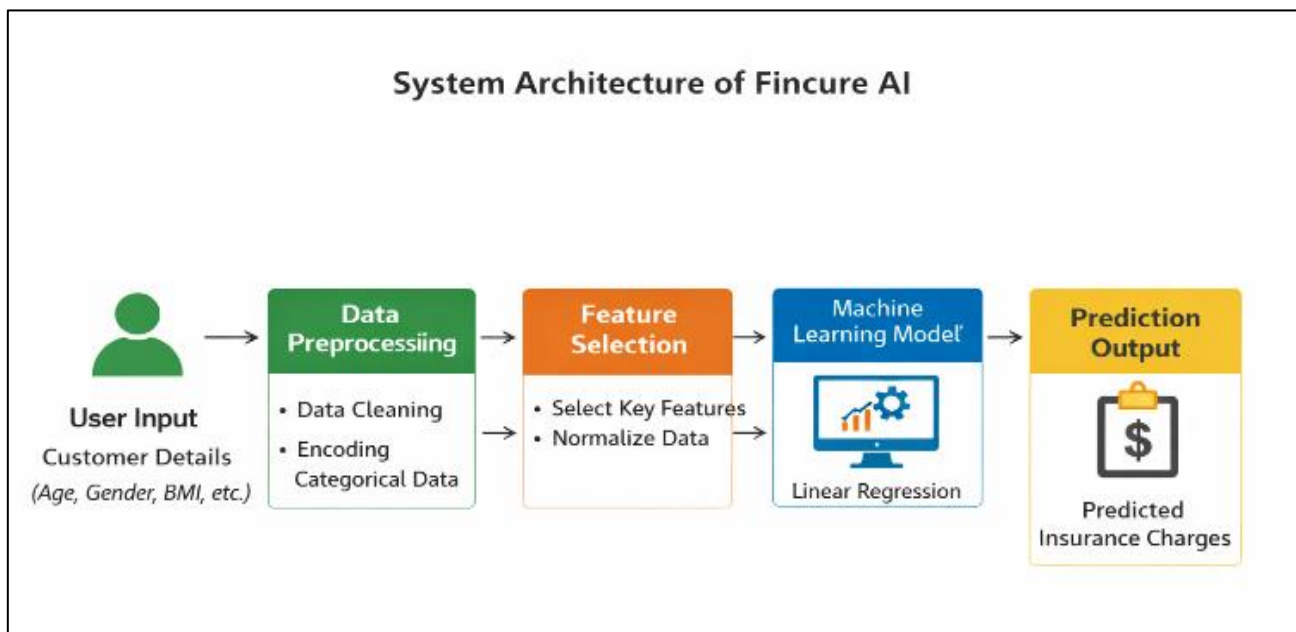 System Architecture of Fincure AI
User Input
Customer Details
(Age, Gender, BMI, etc.)
Data
Preprocessiing
• Data Cleaning
• Encoding
Categorical Data
Feature
Selection
• Select Key Features
• Normalize Data
Machine
Learning Model'
Linear Regression
Prediction
Output
$
Predicted
Insurance Charges